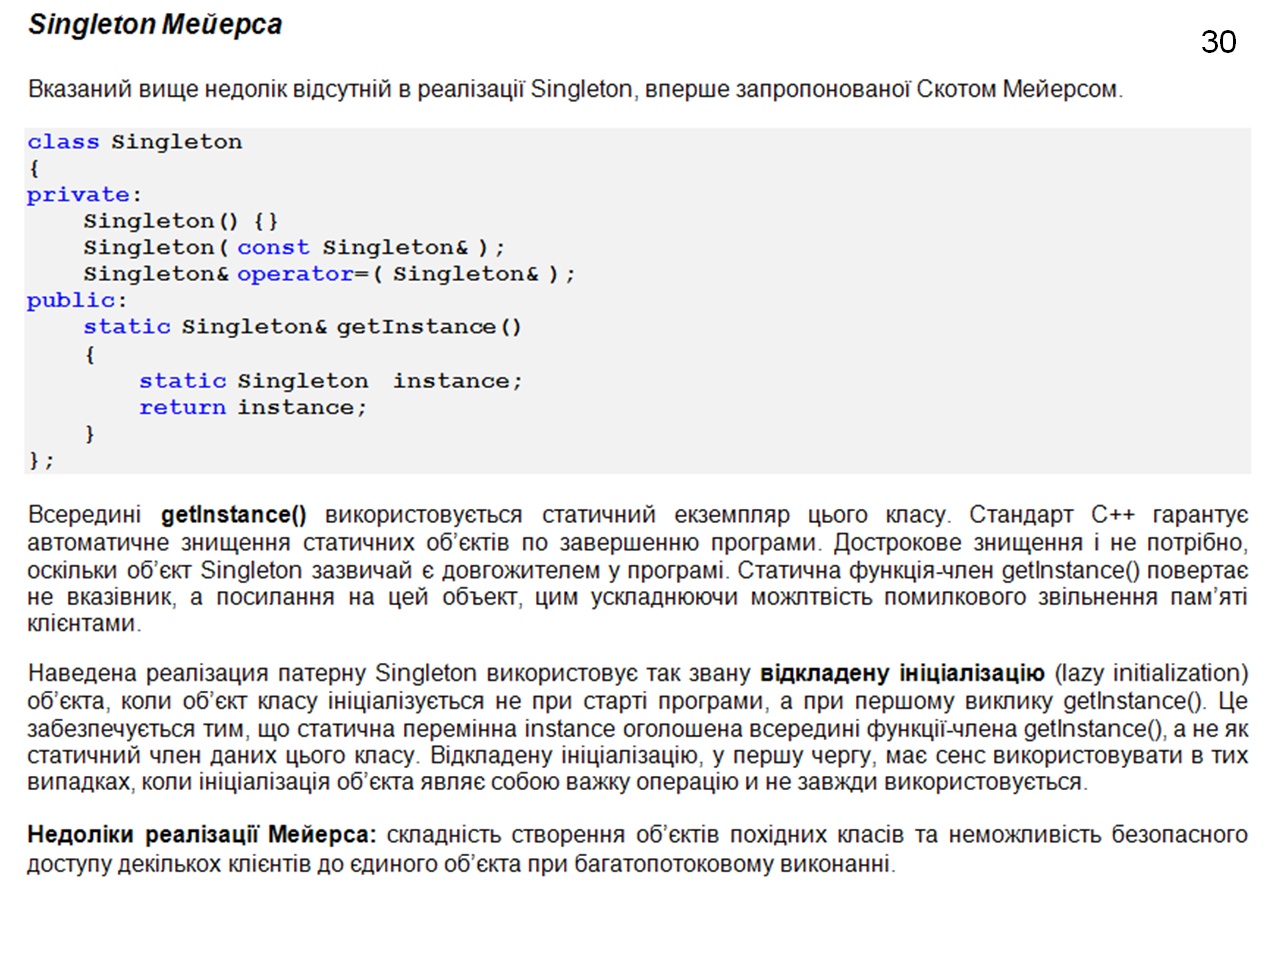 Singleton Мейерса
30
Вказаний вище недолік відсутній в реалізації Singleton, вперше запропонованої Скотом Мейерсом.
class Singleton
{
private:
    Singleton() {}
    Singleton( const Singleton& );
    Singleton& operator=( Singleton& );
public:
    static Singleton& getInstance()
    {
        static Singleton  instance;
        return instance;
    }
};
Всередині getInstance() використовується статичний екземпляр цього класу. Стандарт C++ гарантує
автоматичне знищення статичних об’єктів по завершенню програми. Дострокове знищення і не потрібно,
оскільки об’єкт Singleton зазвичай є довгожителем у програмі. Статична функція-член getInstance() повертає
не вказівник, а посилання на цей объект, цим ускладнюючи можлтвість помилкового звільнення пам’яті
клієнтами.
Наведена реалізация патерну Singleton використовує так звану відкладену ініціалізацію (lazy initialization)
об’єкта, коли об’єкт класу ініціалізується не при старті програми, а при першому виклику getInstance(). Це
забезпечується тим, що статична перемінна instance оголошена всередині функції-члена getInstance(), а не як
статичний член даних цього класу. Відкладену ініціалізацію, у першу чергу, має сенс використовувати в тих
випадках, коли ініціалізація об’єкта являє собою важку операцію и не завжди використовується.
Недоліки реалізації Мейерса: складність створення об’єктів похідних класів та неможливість безопасного
доступу декількох клієнтів до єдиного об’єкта при багатопотоковому виконанні.